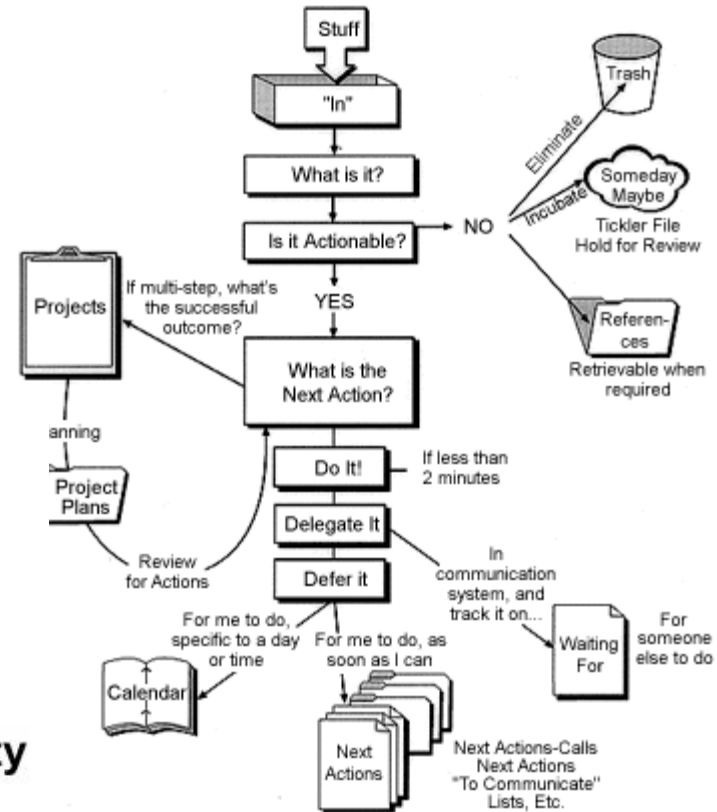 Stuff
"In"
Trash
Eliminate
What is it?
Someday
Maybe
Incubate
Tickler File
Hold for Review
Is it Actionable?
NO
Referen-
ces
Retrievable when
required
YES
Projects
If multi-step, what's
the successful
outcome?
What is the
Next Action?
anning
Project
Plans
Review
for Actions
Do It!
If less than
2 minutes
Delegate It
In
communication
system, and
track it on...
Defer it
Waiting
For
For
someone
else to do
For me to do,
specific to a day
or time
For me to do, as
soon as I can
Calendar
Next
Actions
Next Actions-Calls
Next Actions
"To Communicate"
Lists, Etc.